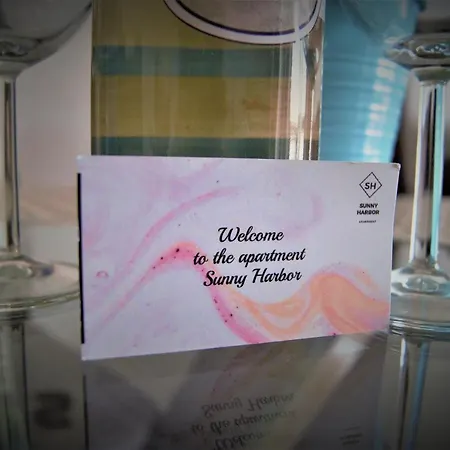 Welcome
to the apartment
Sunny Harbor
SH
SUNNY
HARBOR